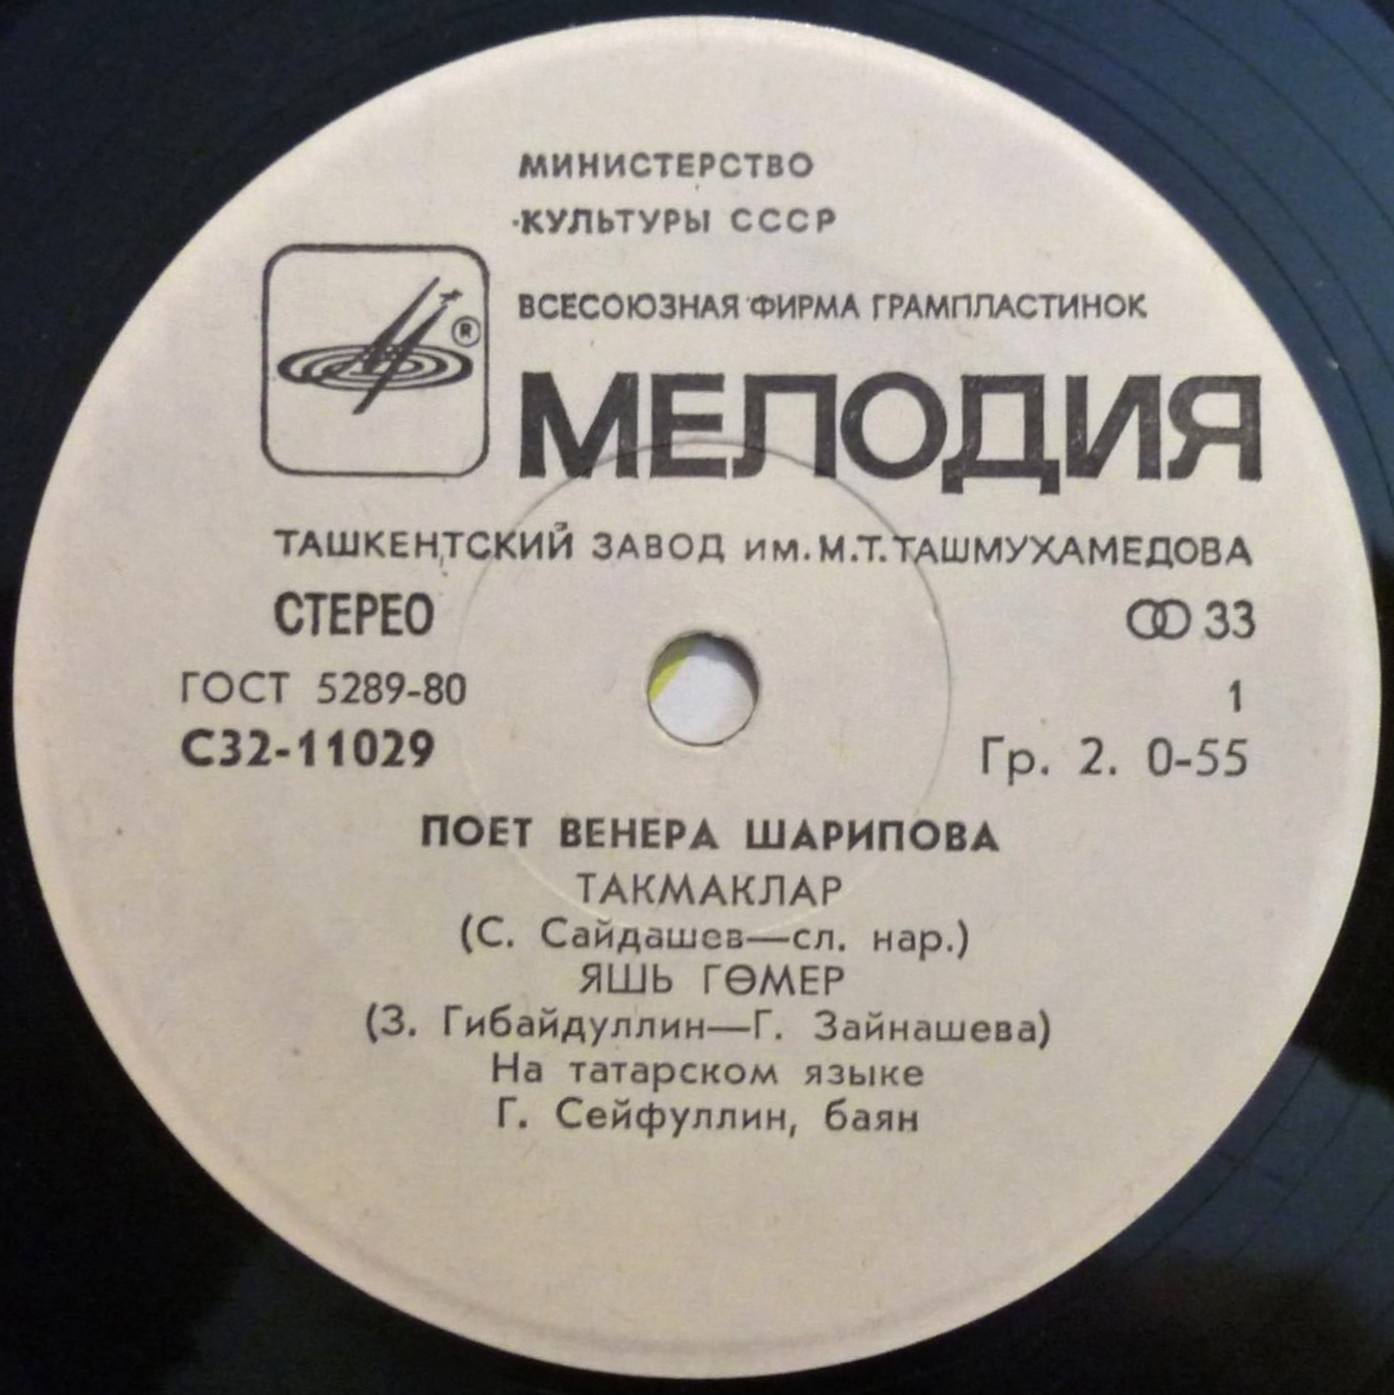 МИНИСТЕРСТВО
КУЛЬТУРЫ СССР
ВСЕСОЮЗНАЯ ФИРМА ГРАМПЛАСТИНОК
®
МЕЛОДИЯ
ТАШКЕНТСКИЙ ЗАВОД им. М.Т. ТАШМУХАМЕДОВА
СТЕРЕО 33
ГОСТ 5289-80 1
С32-11029 Гр. 2. 0-55
ПОЕТ ВЕНЕРА ШАРИПОВА
ТАКМАКЛАР
(С. Сайдашев—сл. нар.)
ЯШЬ ГӨМЕР
(З. Гибайдуллин—Г. Зайнашева)
На татарском языке
Г. Сейфуллин, баян